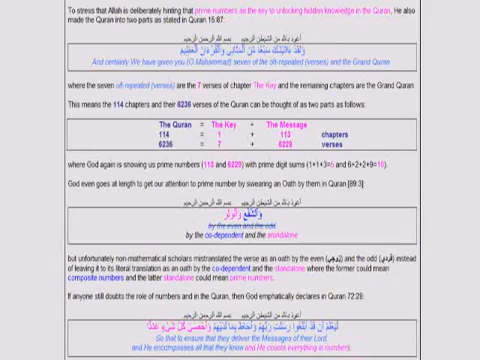 To stress that Allah is deliberately hinting that prime numbers as the key to unlocking hidden knowledge in the Quran, He also
made the Quran into two parts as stated in Quran 15:87:
أعوذ بالله من الشيطن الرجيم بسم الله الرحمن الرحيم
وَلَقَدْ ءَاتَيْنَٰكَ سَبْعًا مِّنَ ٱلْمَثَانِى وَٱلْقُرْءَانَ ٱلْعَظِيمَ
And certainly We have given you (O Muhammad) seven of the oft-repeated (verses) and the Grand Quran
where the seven oft-repeated (verses) are the 7 verses of chapter The Key and the remaining chapters are the Grand Quran
This means the 114 chapters and their 6236 verses of the Quran can be thought of as two parts as follows:
The Quran = The Key + The Message
114 = 1 + 113 chapters
6236 = 7 + 6229 verses
where God again is showing us prime numbers (113 and 6229) with prime digit sums (1+1+3=5 and 6+2+2+9=19).
God even goes at length to get our attention to prime number by swearing an Oath by them in Quran [89:3]:
أعوذ بالله من الشيطن الرجيم بسم الله الرحمن الرحيم
وَٱلشَّفْعِ وَٱلْوَتْرِ
by the even and the odd
by the co-dependent and the standalone
but unfortunately non-mathematical scholars mistranslated the verse as an oath by the even (زوجي) and the odd (فردي) instead
of leaving it to its literal translation as an oath by the co-dependent and the standalone where the former could mean
composite numbers and the latter standalone could mean prime numbers.
If anyone still doubts the role of numbers and in the Quran, then God emphatically declares in Quran 72:28:
أعوذ بالله من الشيطن الرجيم بسم الله الرحمن الرحيم
لِّيَعْلَمَ أَن قَدْ أَبْلَغُوا۟ رِسَٰلَٰتِ رَبِّهِمْ وَأَحَاطَ بِمَا لَدَيْهِمْ وَأَحْصَىٰ كُلَّ شَىْءٍ عَدَدًۢا
So that to ensure that they deliver the Messages of their Lord,
and He encompasses all that they know and He covers everything in numbers.